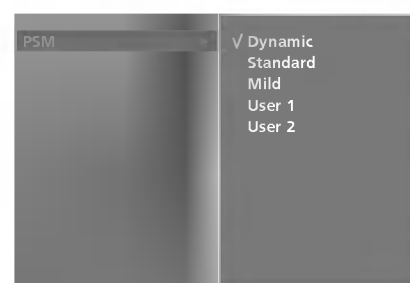 PSM
√ Dynamic
Standard
Mild
User 1
User 2